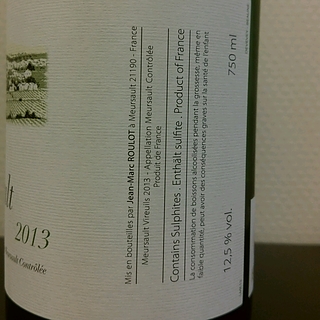 2013
Meursault Contrôlée
Mis en bouteilles par Jean-Marc ROULOT à Meursault 21190 - France
Meursault Vireuils 2013 - Appellation Meursault Contrôlée
Produit de France
Contains Sulphites . Enthält sulfite . Product of France
La consommation de boissons alcoolisées pendant la grossesse, même en
faible quantité, peut avoir des conséquences graves sur la santé de l'enfant
12,5 % vol.
750 ml